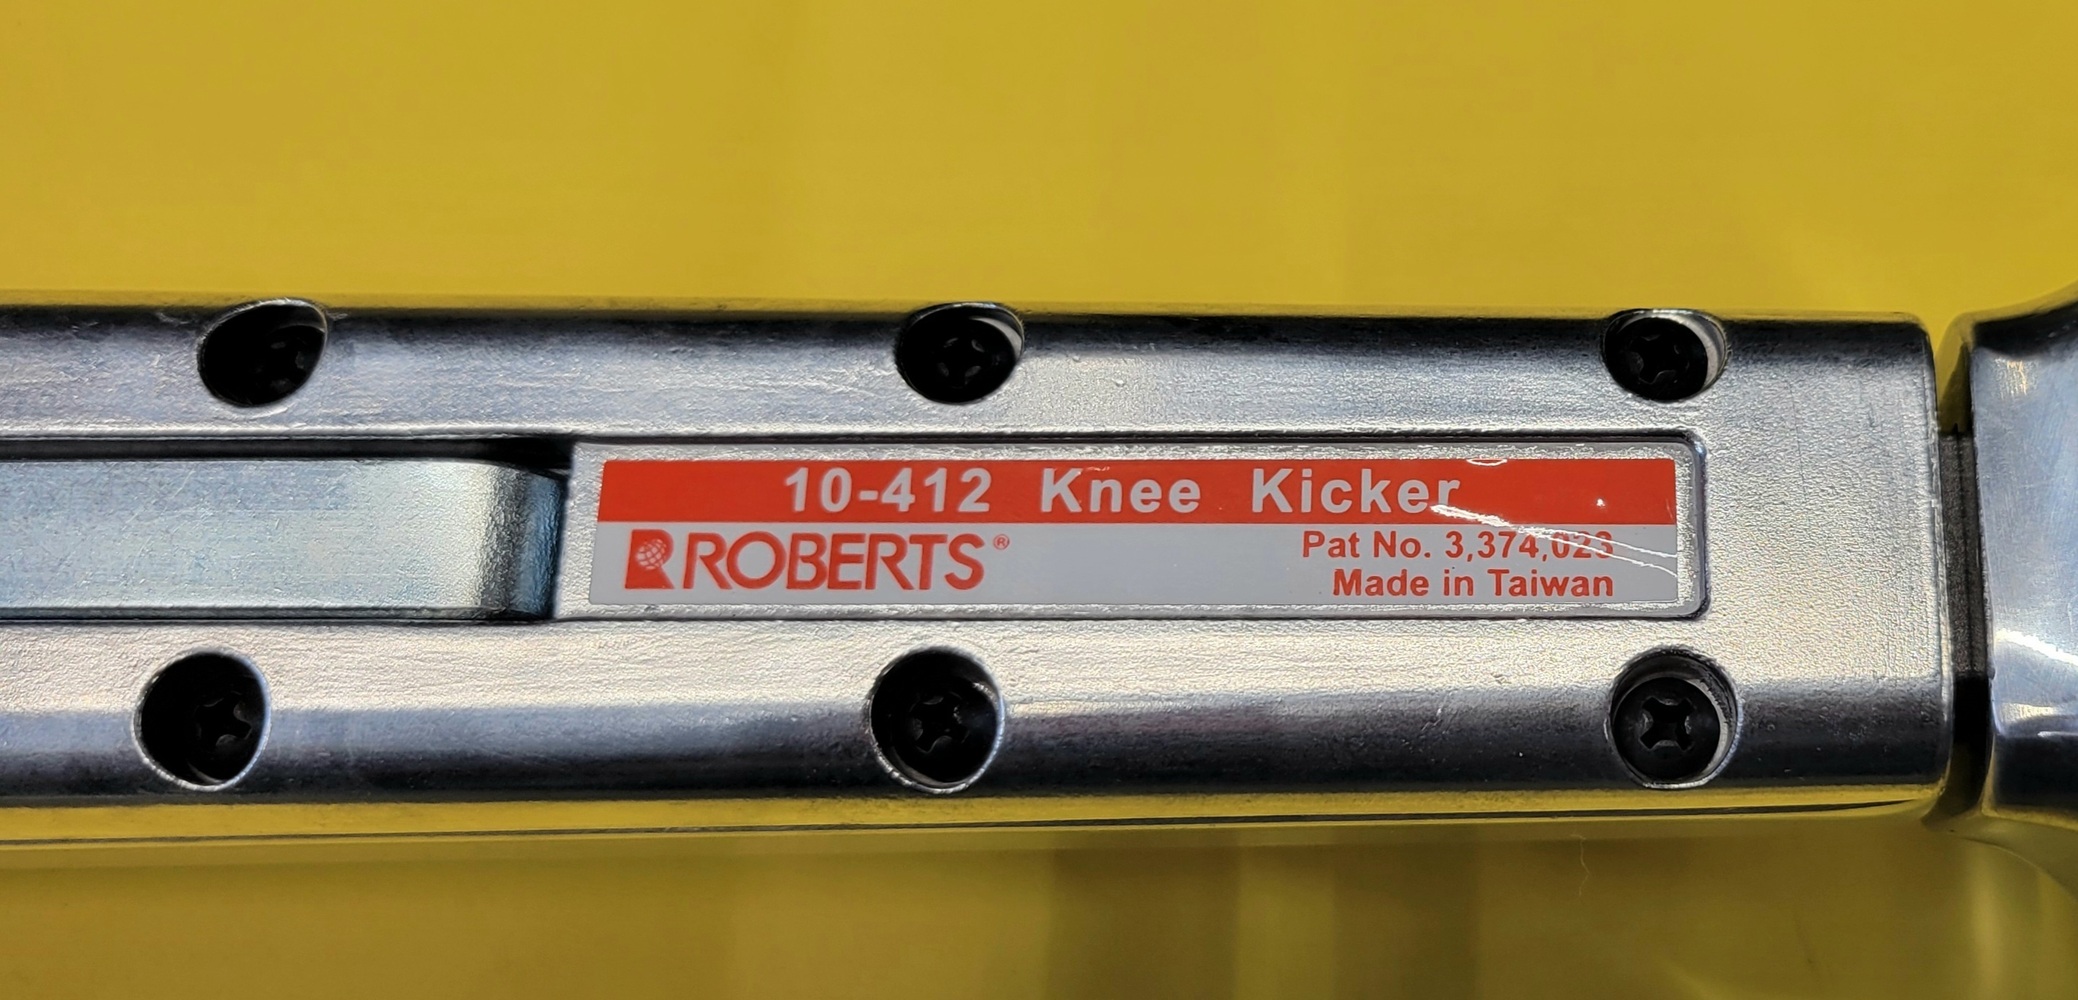 10-412 Knee Kicker
ROBERTS®
Pat No. 3,374,023
Made in Taiwan